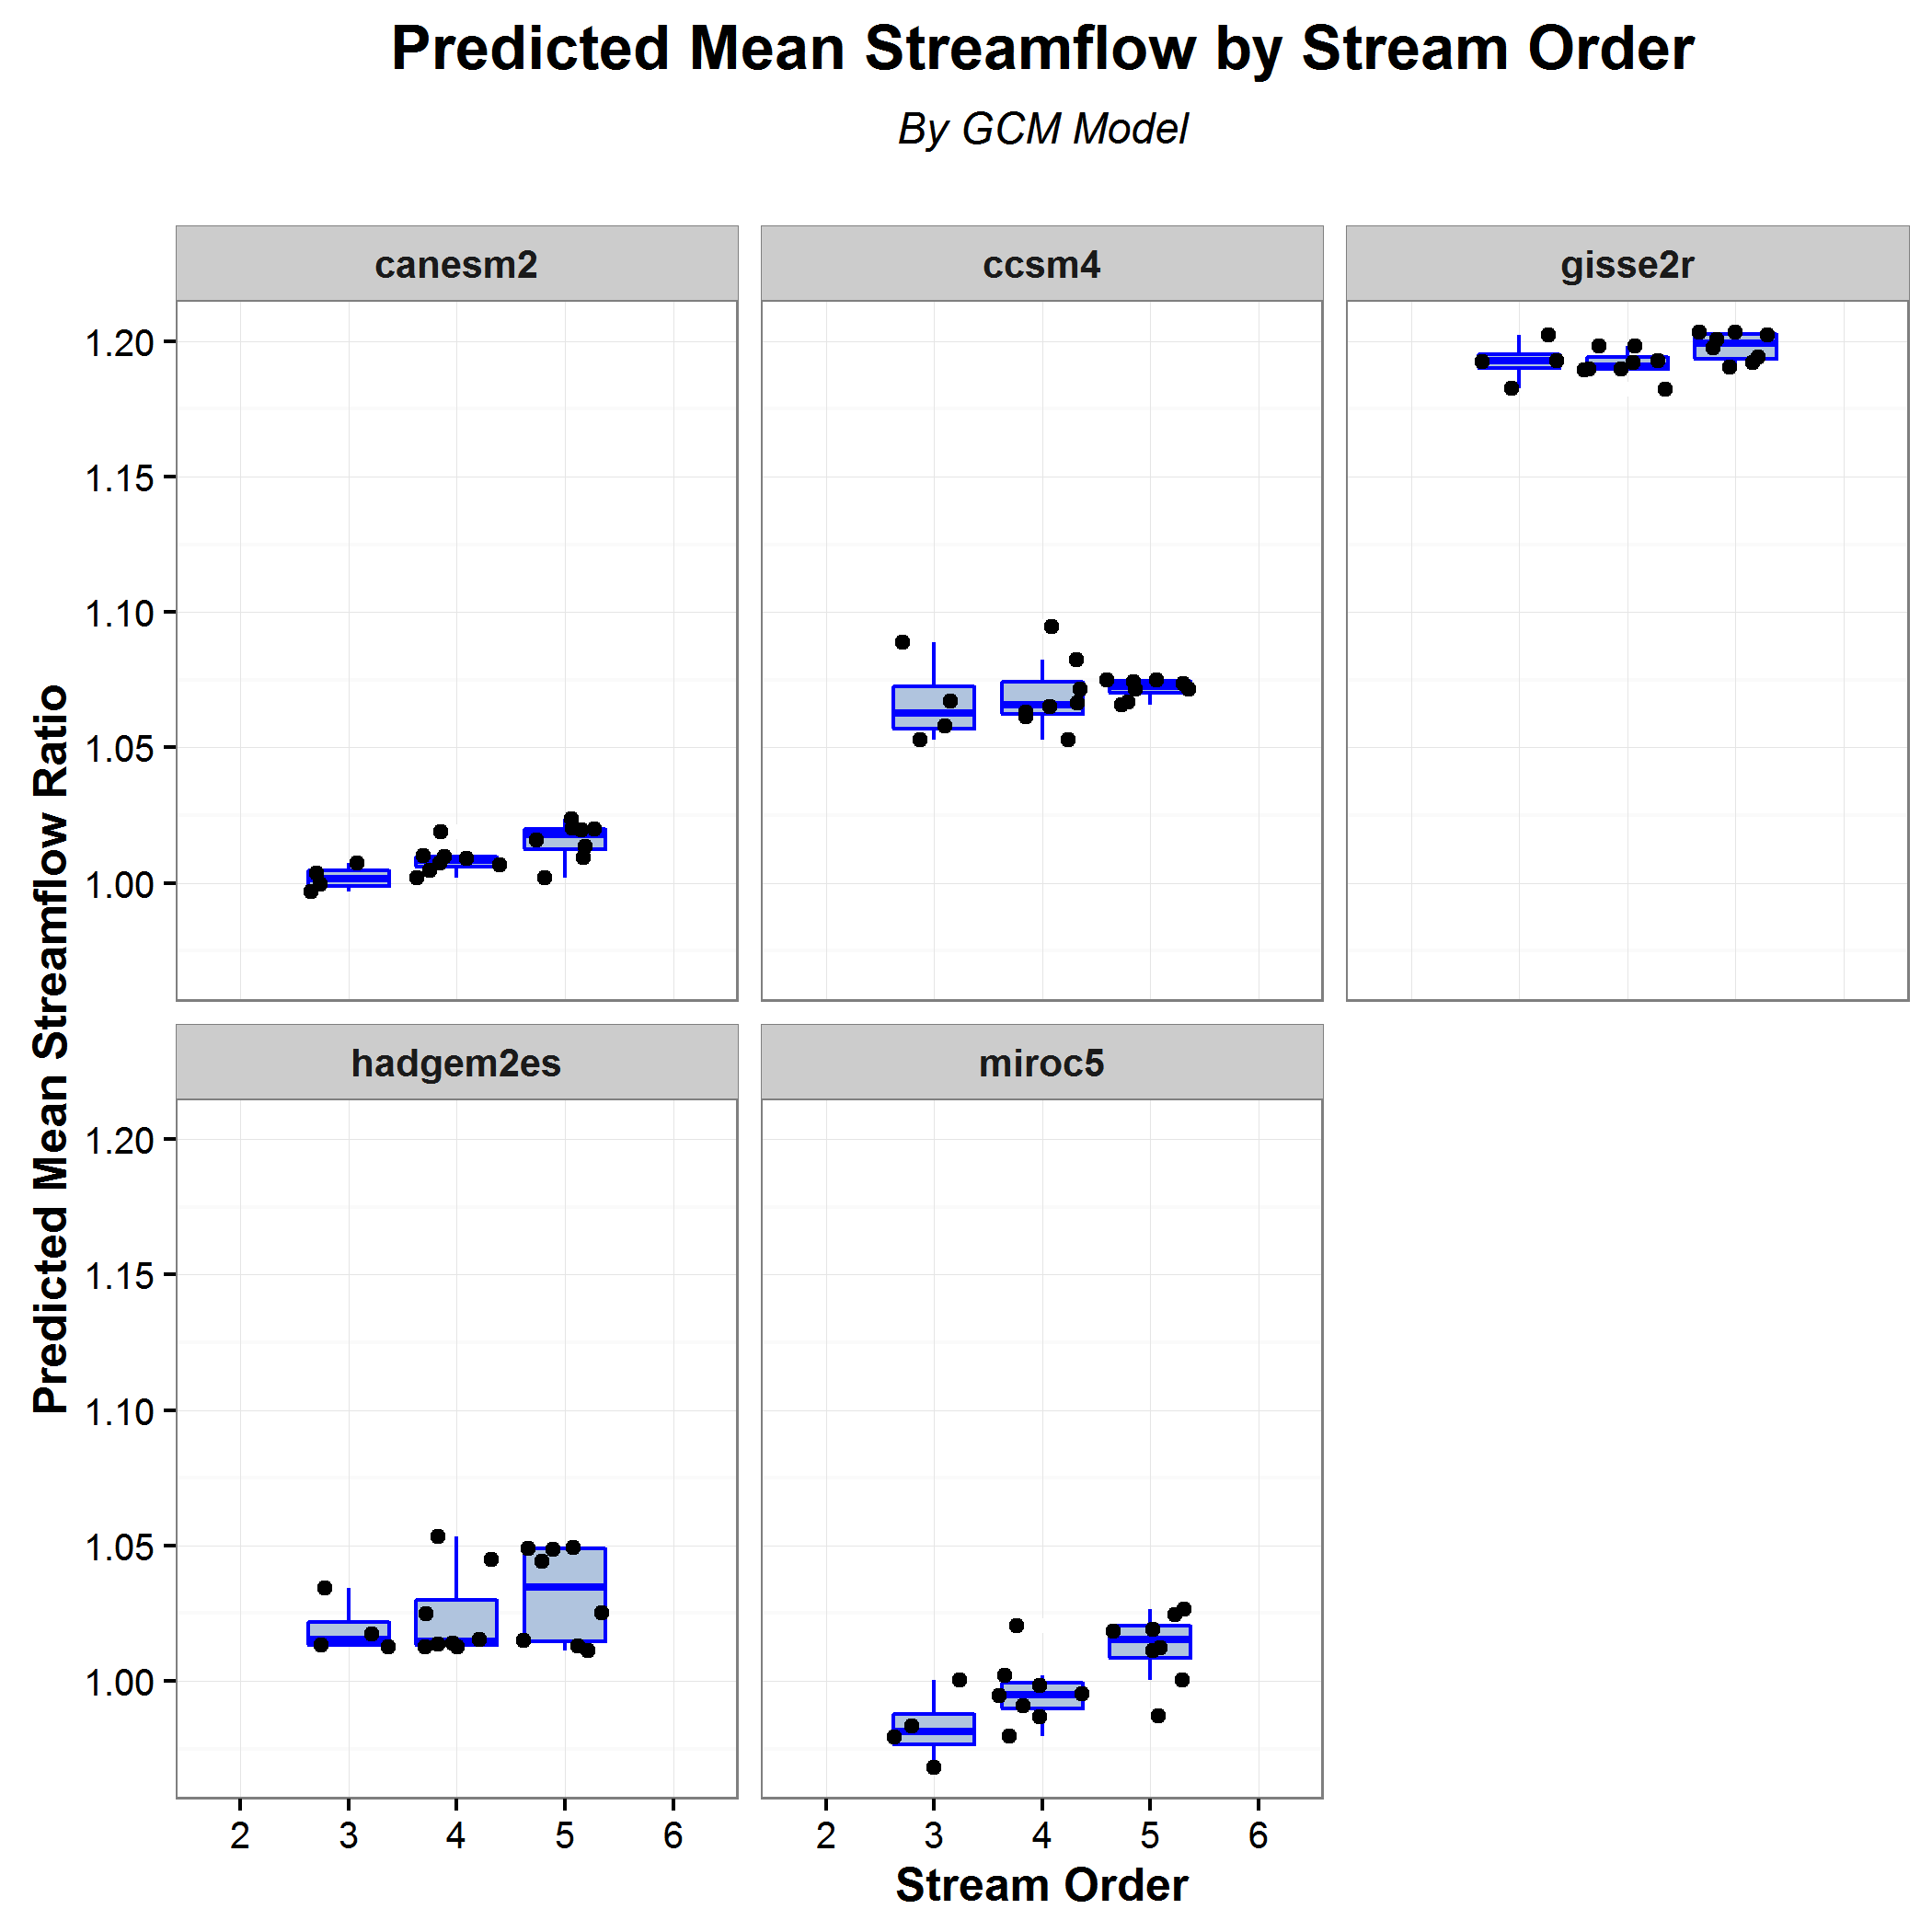 Predicted Mean Streamflow by Stream Order
By GCM Model
canesm2
ccsm4
gisse2r
1.20
1.15
1.10
1.05
1.00
Predicted Mean Streamflow Ratio
hadgem2es
miroc5
1.20
1.15
1.10
1.05
1.00
2 3 4 5 6
2 3 4 5 6
Stream Order